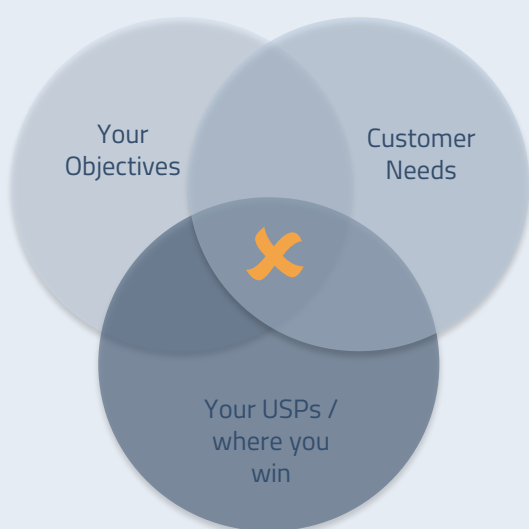 Your
Objectives
Customer
Needs
Your USPs /
where you
win